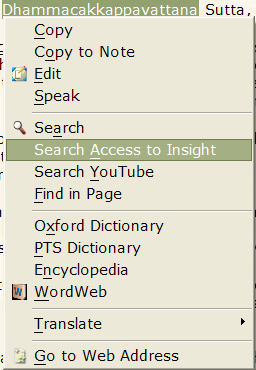 Dhammacakkappavattana Sutta,
Copy
Copy to Note
Edit
Speak
Search
Search Access to Insight
Search YouTube
Find in Page
Oxford Dictionary
PTS Dictionary
Encyclopedia
WordWeb
Translate
Go to Web Address